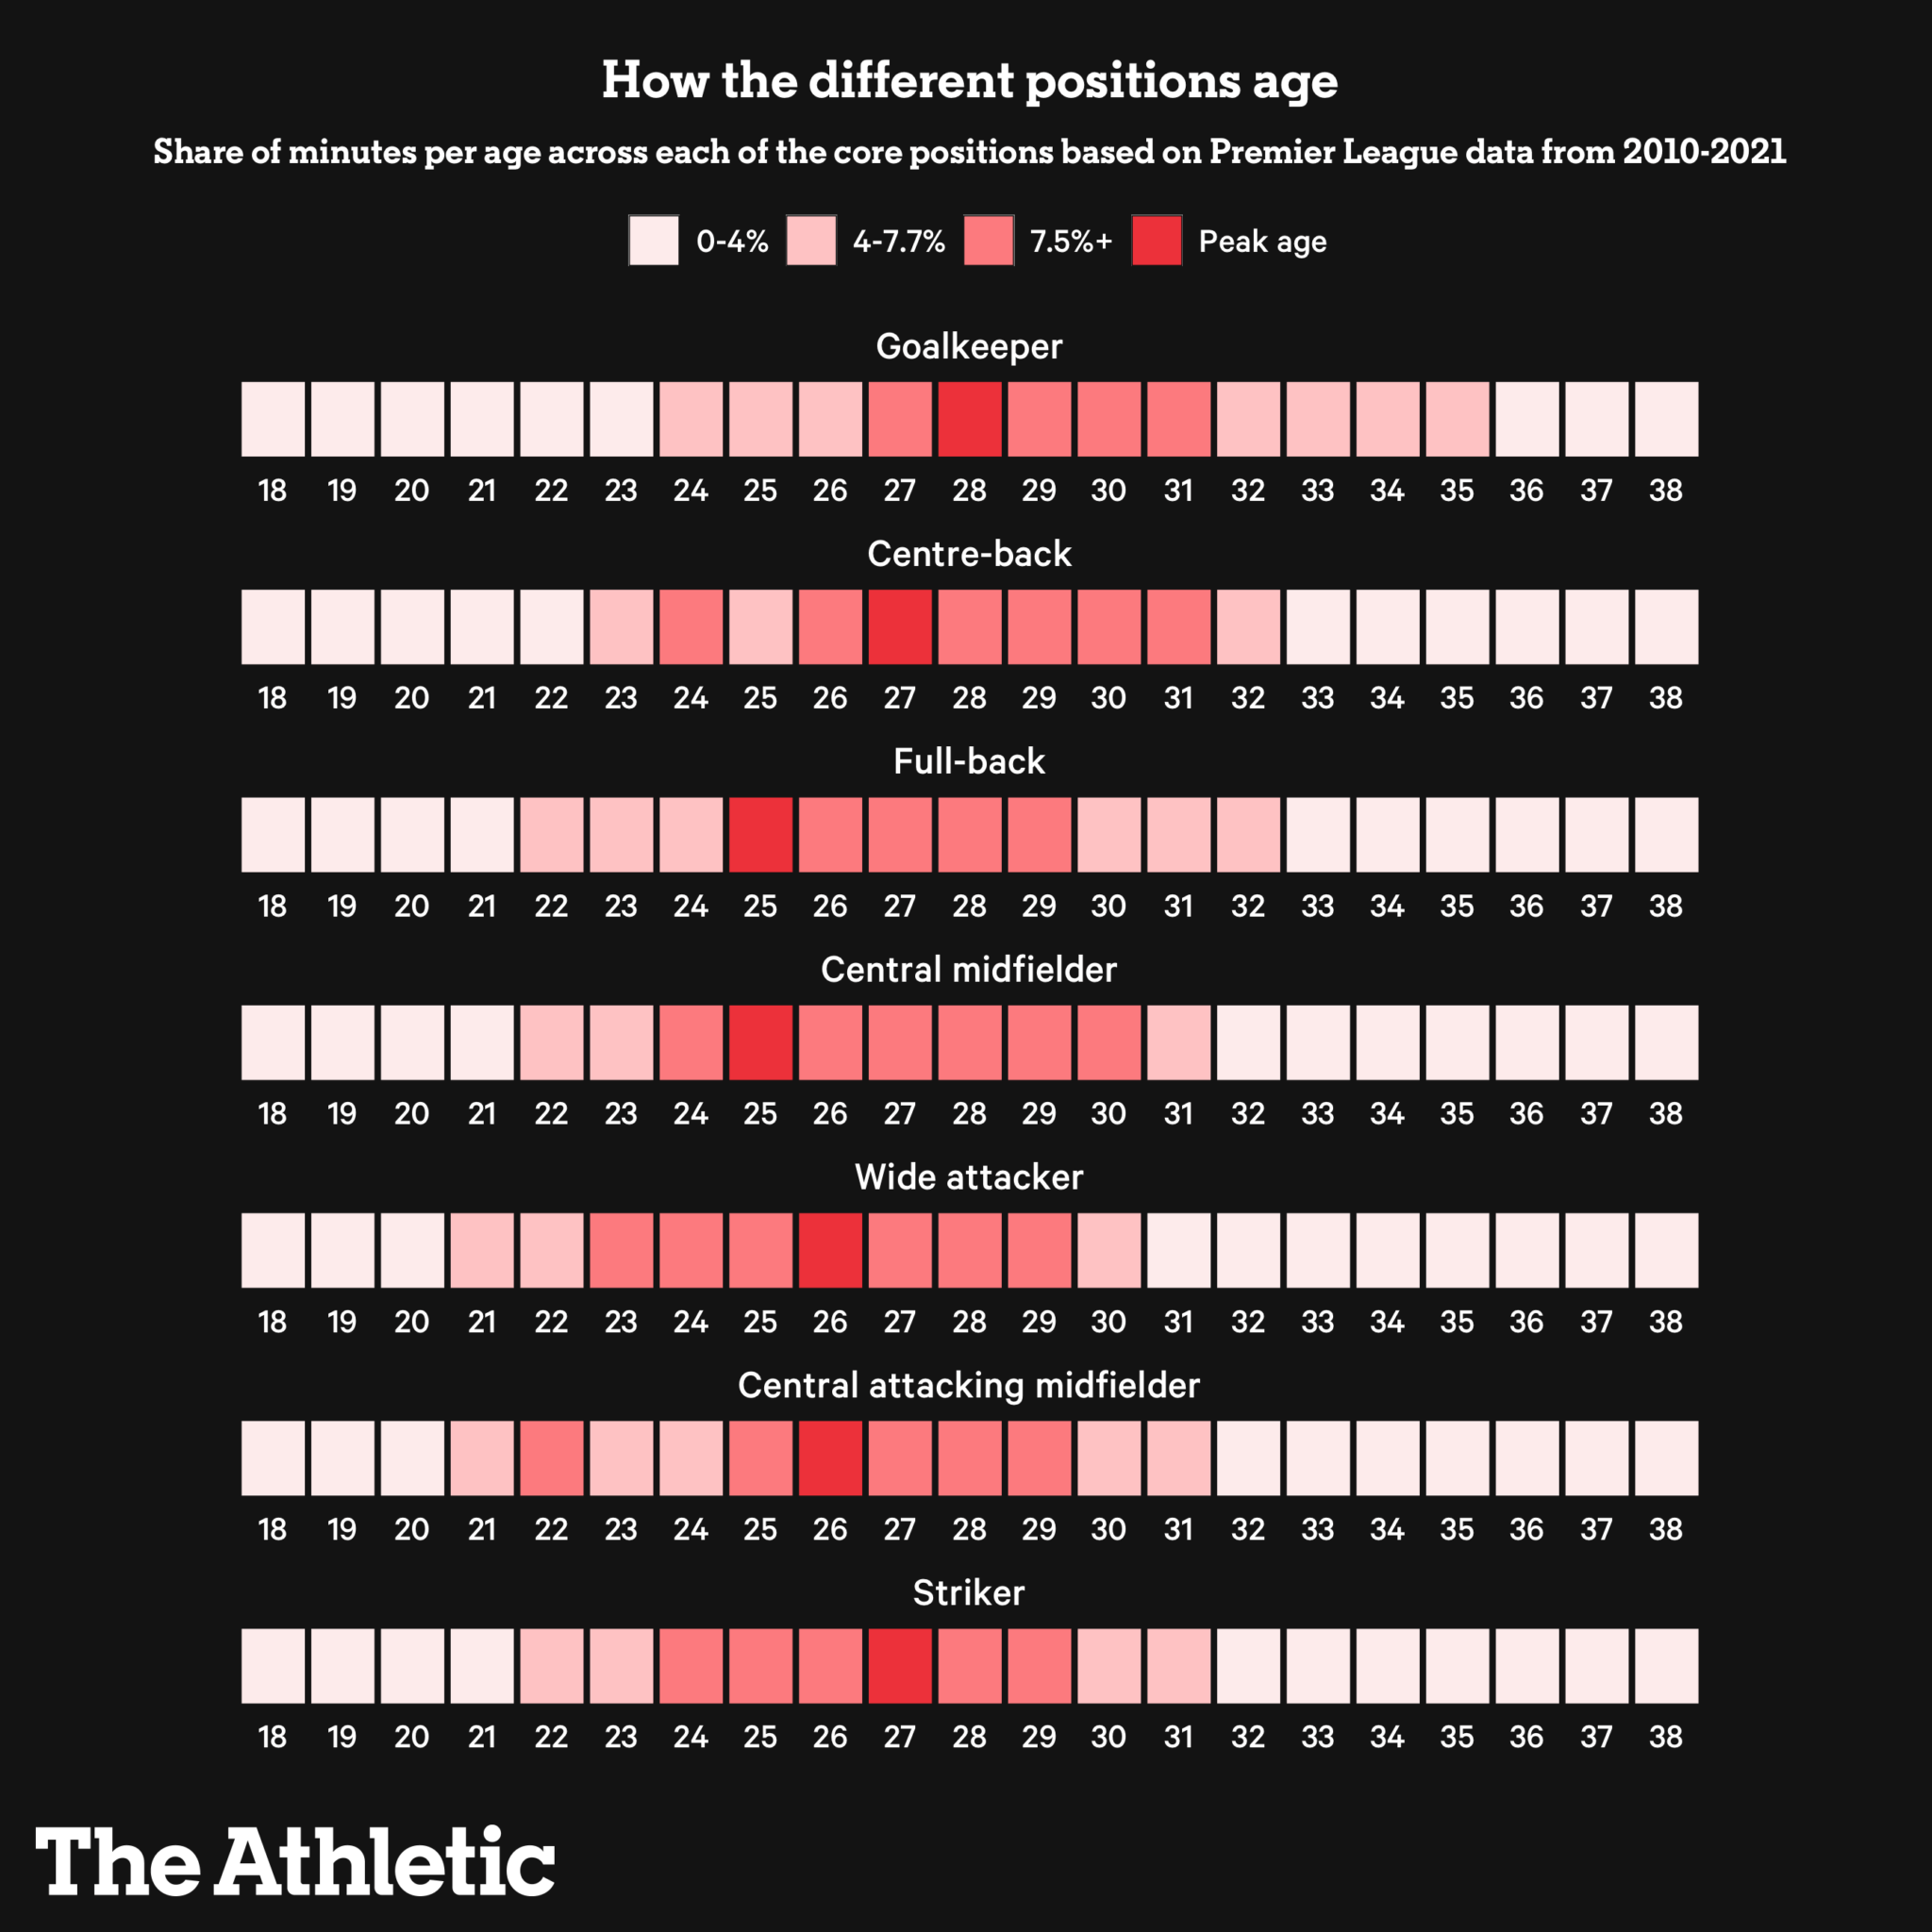 How the different positions age
Share of minutes per age across each of the core positions based on Premier League data from 2010-2021
0-4% 4-7.7% 7.5%+ Peak age
Goalkeeper
18 19 20 21 22 23 24 25 26 27 28 29 30 31 32 33 34 35 36 37 38
Centre-back
18 19 20 21 22 23 24 25 26 27 28 29 30 31 32 33 34 35 36 37 38
Full-back
18 19 20 21 22 23 24 25 26 27 28 29 30 31 32 33 34 35 36 37 38
Central midfielder
18 19 20 21 22 23 24 25 26 27 28 29 30 31 32 33 34 35 36 37 38
Wide attacker
18 19 20 21 22 23 24 25 26 27 28 29 30 31 32 33 34 35 36 37 38
Central attacking midfielder
18 19 20 21 22 23 24 25 26 27 28 29 30 31 32 33 34 35 36 37 38
Striker
18 19 20 21 22 23 24 25 26 27 28 29 30 31 32 33 34 35 36 37 38
The Athletic